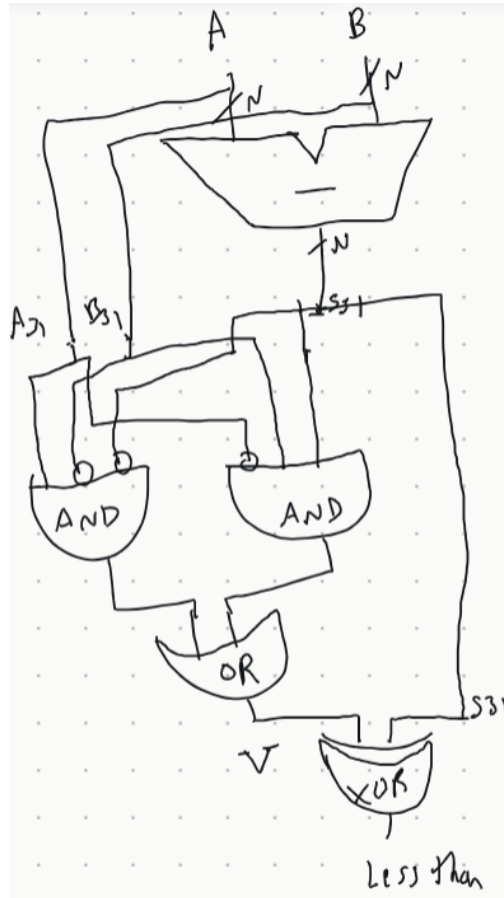 A B
N N
−
N
A31 B31 S31
AND AND
OR
S31
V
XOR
Less than